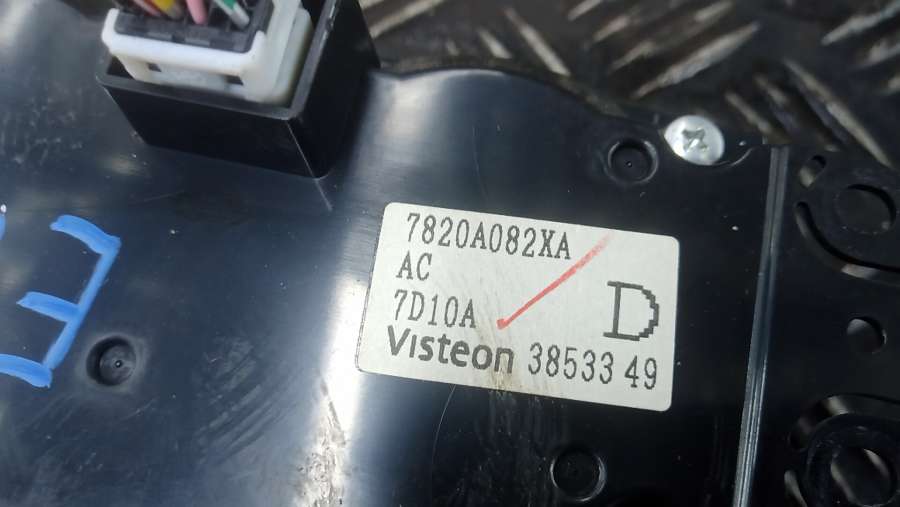 7820A082XA
AC
7D10A
D
Visteon 38533 49